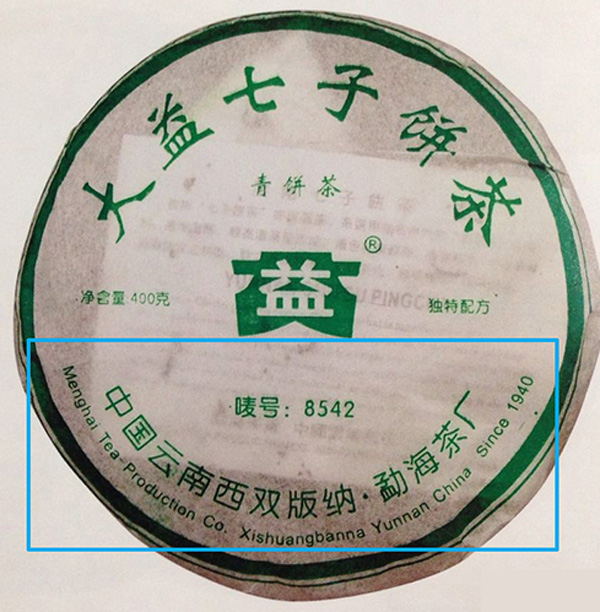 大益七子饼茶
青饼茶
®
益
净含量 400克
独特配方
唛号：8542
中国云南西双版纳·勐海茶厂
Menghai Tea Production Co. Xishuangbanna Yunnan China Since 1940